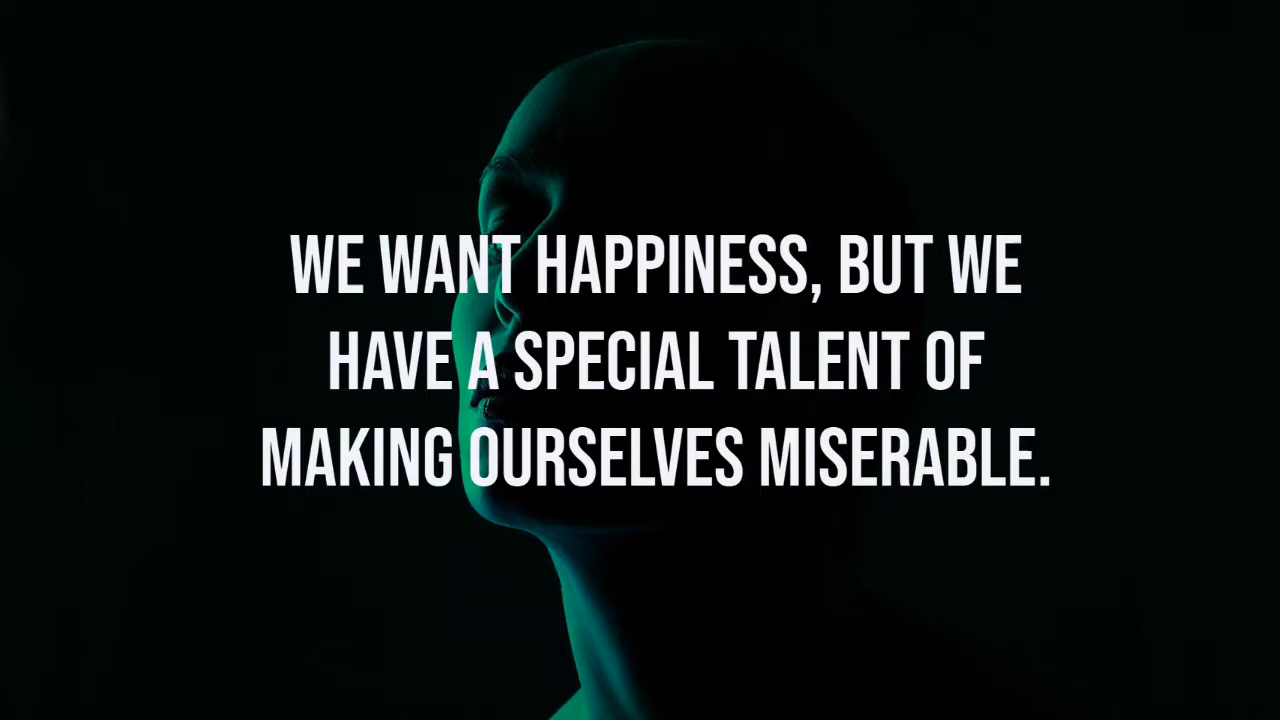 WE WANT HAPPINESS, BUT WE
HAVE A SPECIAL TALENT OF
MAKING OURSELVES MISERABLE.